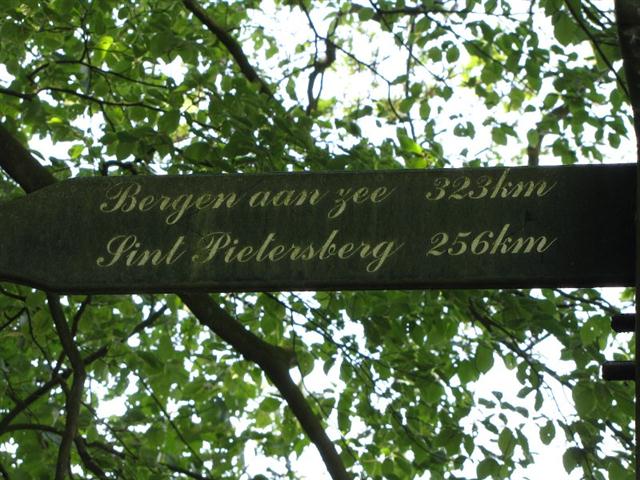 Bergen aan zee 323km
Sint Pietersberg 256km